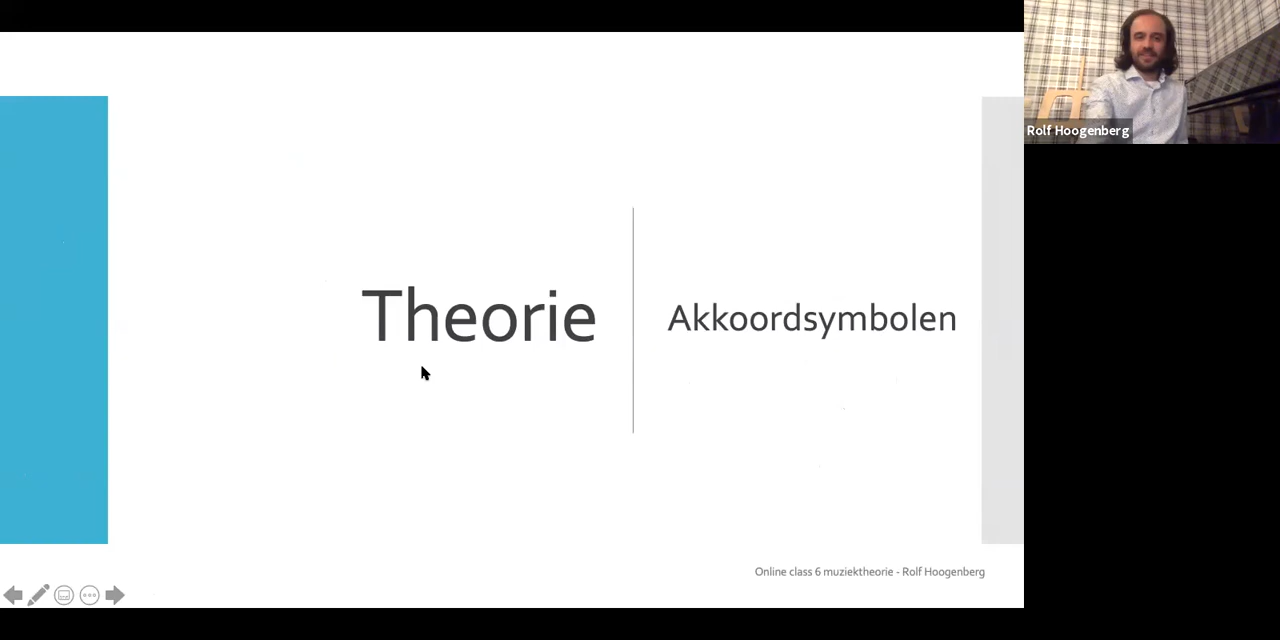 Rolf Hoogenberg
Theorie
Akkoordsymbolen
Online class 6 muziektheorie - Rolf Hoogenberg